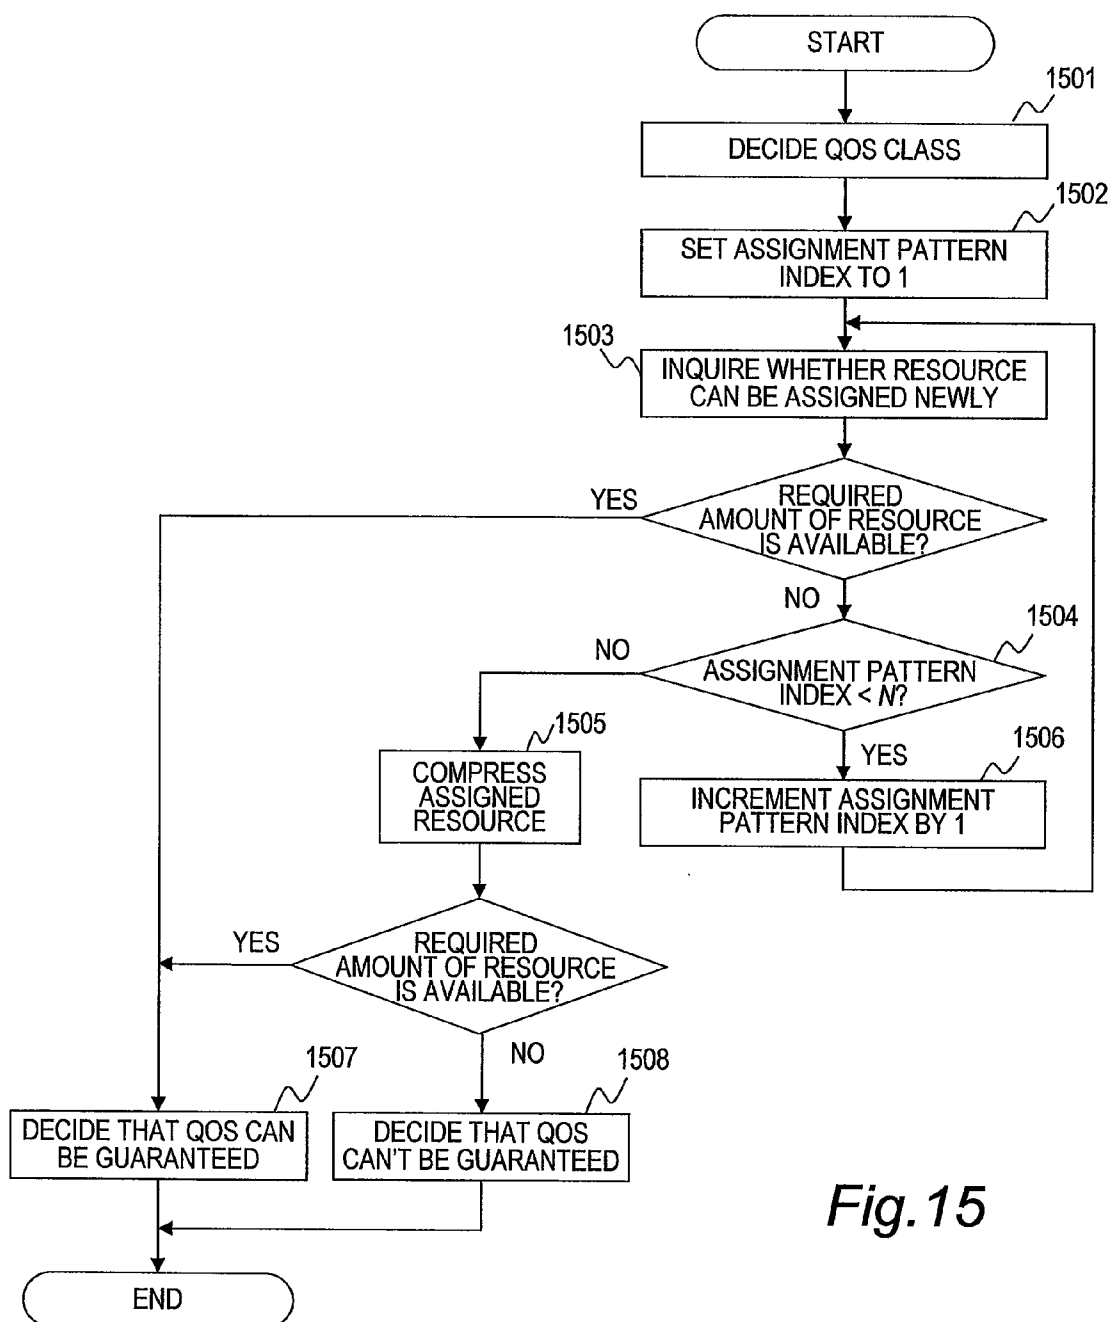 START
1501
DECIDE QOS CLASS
1502
SET ASSIGNMENT PATTERN
INDEX TO 1
1503
INQUIRE WHETHER RESOURCE
CAN BE ASSIGNED NEWLY
YES
REQUIRED
AMOUNT OF RESOURCE
IS AVAILABLE?
NO
1504
NO
ASSIGNMENT PATTERN
INDEX < N?
1505
YES
1506
COMPRESS
ASSIGNED
RESOURCE
INCREMENT ASSIGNMENT
PATTERN INDEX BY 1
YES
REQUIRED
AMOUNT OF RESOURCE
IS AVAILABLE?
NO
1507
1508
DECIDE THAT QOS CAN
BE GUARANTEED
DECIDE THAT QOS
CAN'T BE GUARANTEED
Fig.15
END